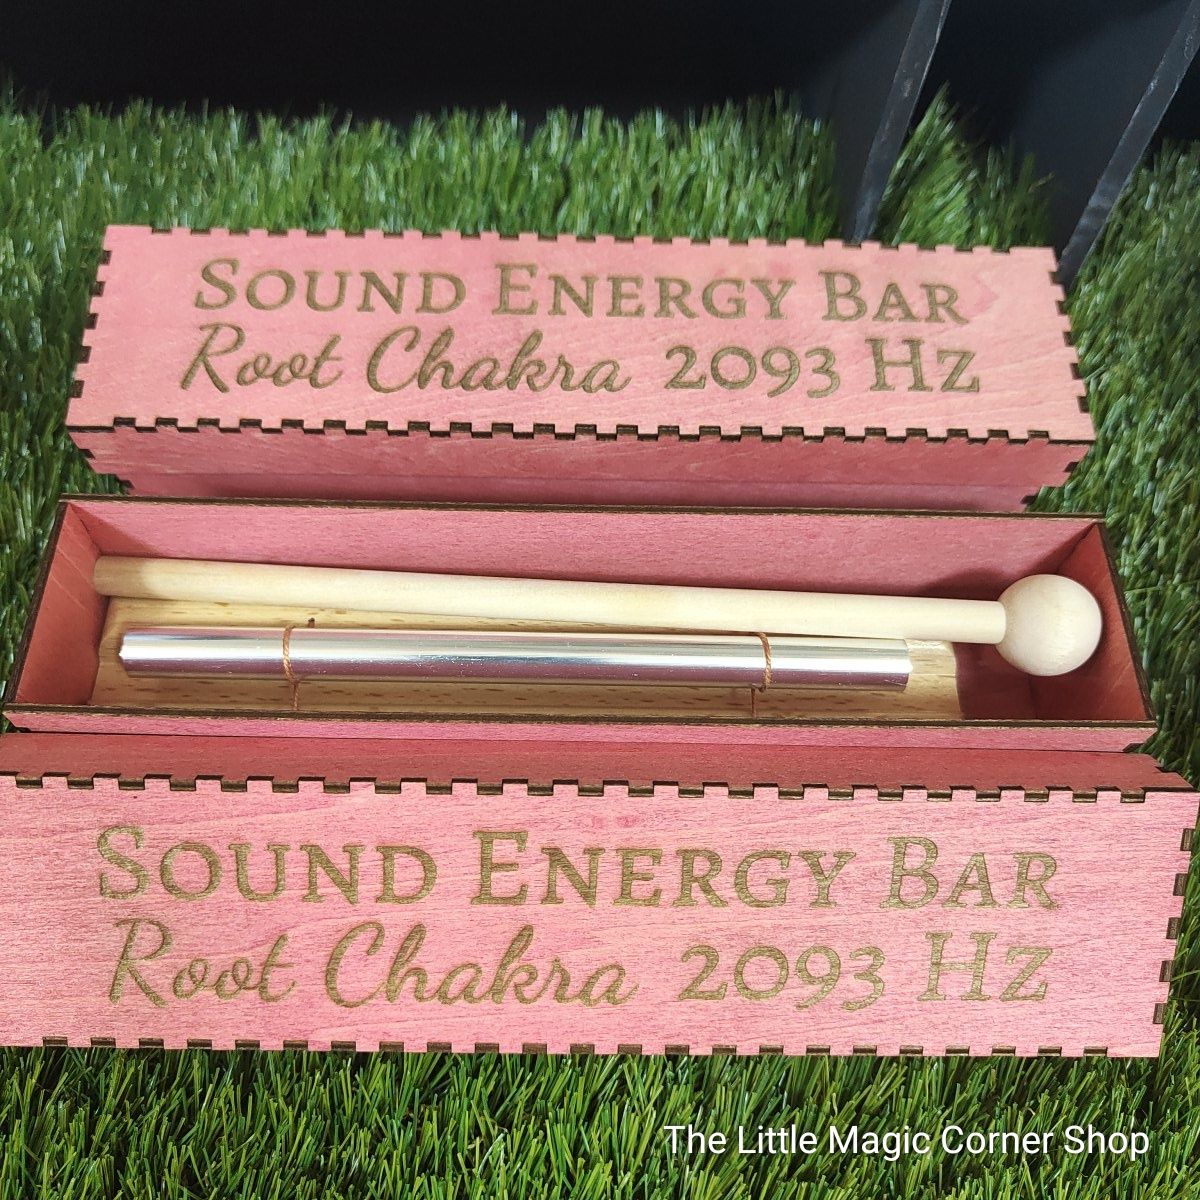 Sound Energy Bar
Root Chakra 2093 Hz
Sound Energy Bar
Root Chakra 2093 Hz
The Little Magic Corner Shop